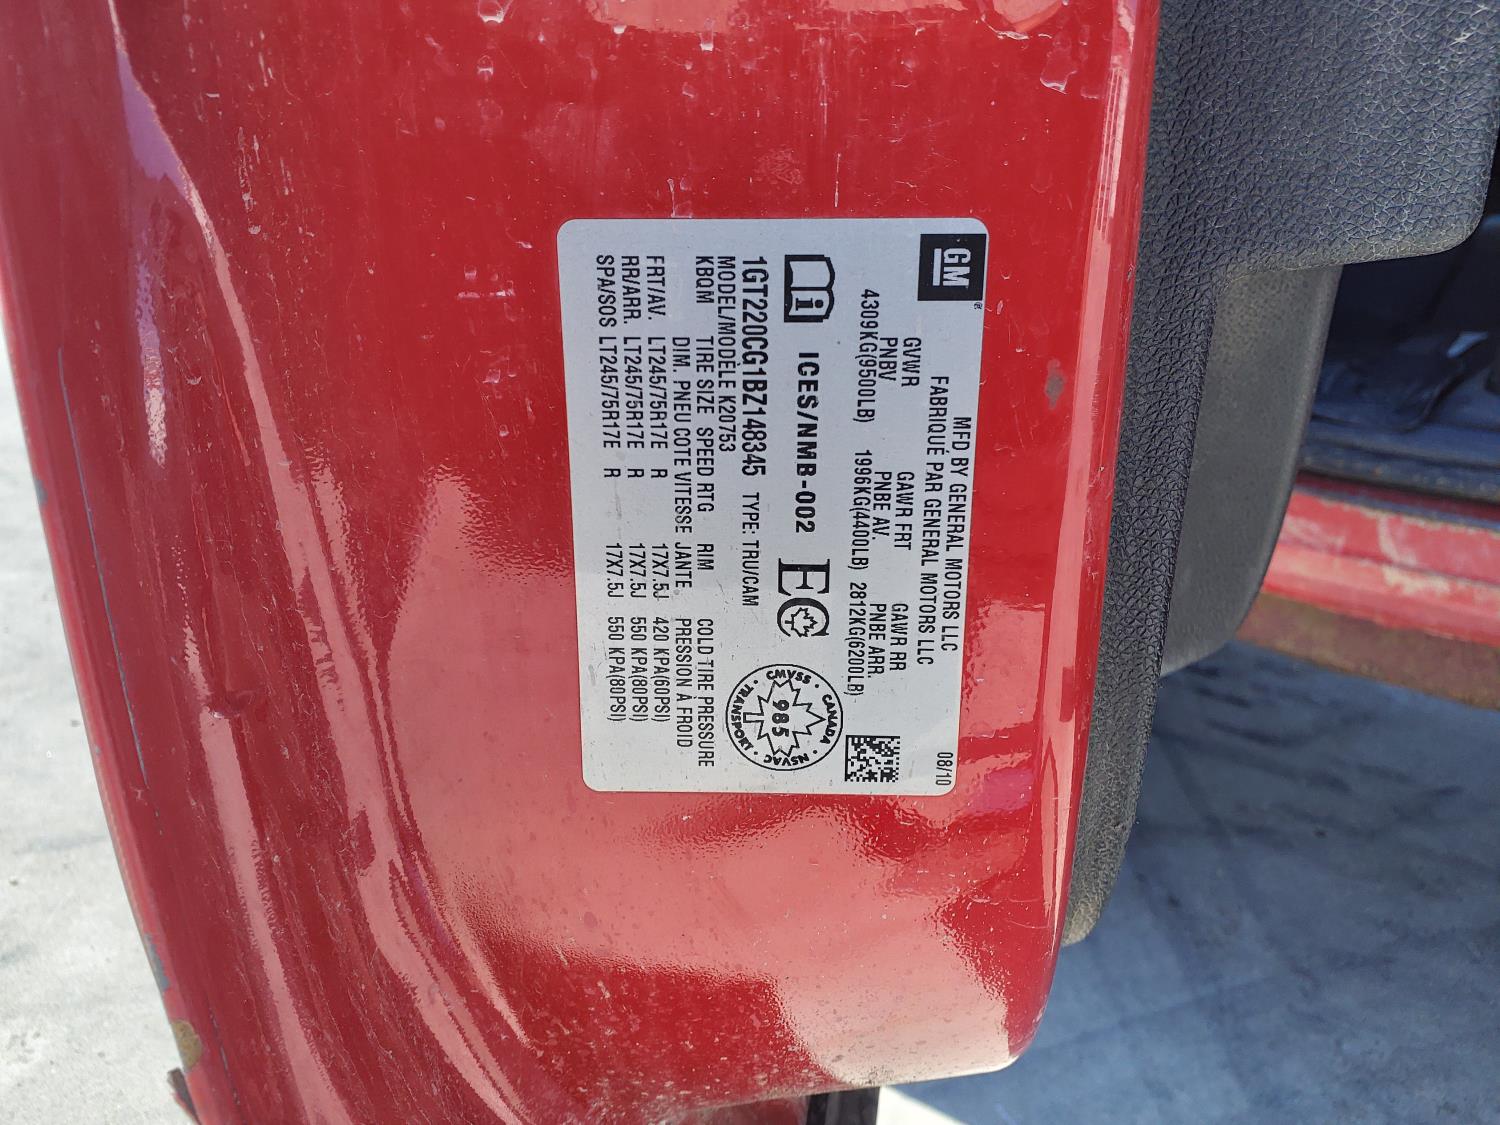 GM
MFD BY GENERAL MOTORS LLC
FABRIQUÉ PAR GENERAL MOTORS LLC
08/10
GVWR GAWR FRT GAWR RR
PNBV PNBE AV. PNBE ARR.
4309KG(9500LB) 1996KG(4400LB) 2812KG(6200LB)
i ICES/NMB-002 EC
CANADA · CMVSS · TRANSPORT · NSVAC
985
1GT220CG1BZ148345 TYPE: TRU/CAM
MODEL/MODÈLE K20753
KBQM TIRE SIZE SPEED RTG RIM COLD TIRE PRESSURE
DIM. PNEU COTE VITESSE JANTE PRESSION À FROID
FRT/AV. LT245/75R17E R 17X7.5J 420 KPA(60PSI)
RR/ARR. LT245/75R17E R 17X7.5J 550 KPA(80PSI)
SPA/SOS LT245/75R17E R 17X7.5J 550 KPA(80PSI)